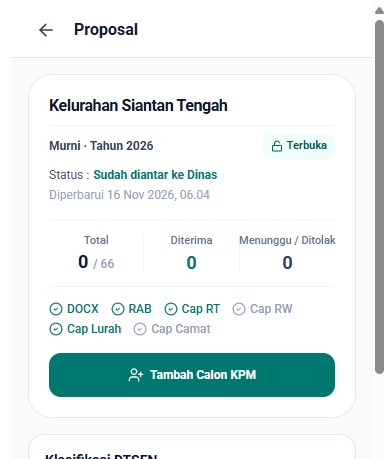 Proposal
Kelurahan Siantan Tengah
Murni · Tahun 2026 Terbuka
Status : Sudah diantar ke Dinas
Diperbarui 16 Nov 2026, 06.04
Total Diterima Menunggu / Ditolak
0 / 66 0 0
DOCX RAB Cap RT Cap RW
Cap Lurah Cap Camat
Tambah Calon KPM
Klasifikasi DTSEN